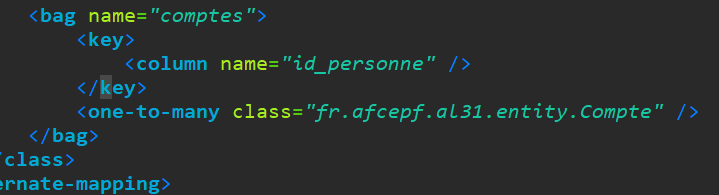 <bag name="comptes">
<key>
<column name="id_personne" />
</key>
<one-to-many class="fr.afcepf.al31.entity.Compte" />
</bag>
/class>
ernate-mapping>